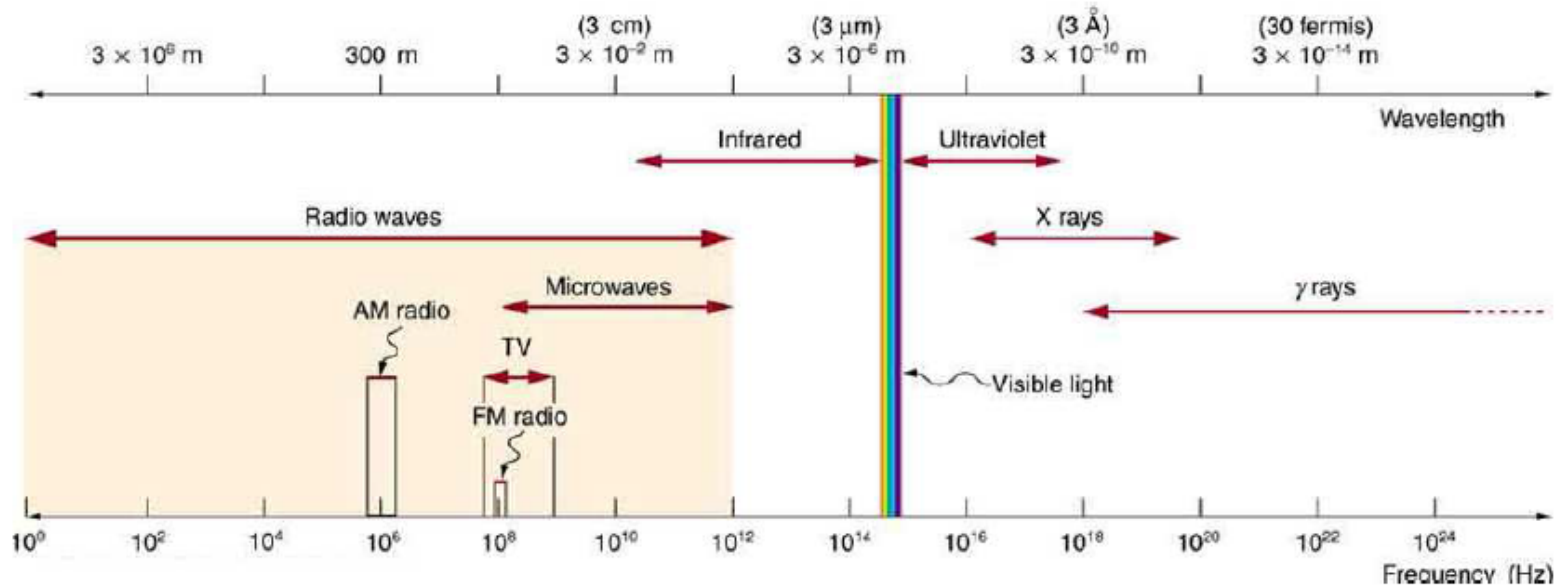 (3 cm) (3 μm) (3 Å) (30 fermis)
3 × 10⁶ m 300 m 3 × 10⁻² m 3 × 10⁻⁶ m 3 × 10⁻¹⁰ m 3 × 10⁻¹⁴ m
Wavelength
Infrared Ultraviolet
Radio waves X rays
Microwaves γ rays
AM radio
TV
Visible light
FM radio
10⁰ 10² 10⁴ 10⁶ 10⁸ 10¹⁰ 10¹² 10¹⁴ 10¹⁶ 10¹⁸ 10²⁰ 10²² 10²⁴
Frequency (Hz)